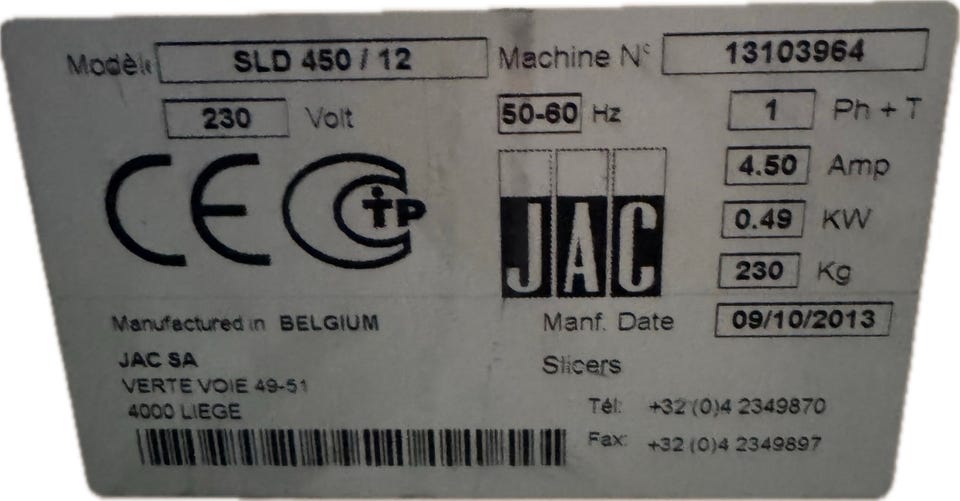 Modèle SLD 450 / 12 Machine N° 13103964
230 Volt 50-60 Hz 1 Ph + T
4.50 Amp
CE CTP JAC
0.49 KW
230 Kg
Manufactured in BELGIUM Manf. Date 09/10/2013
JAC SA Slicers
VERTE VOIE 49-51
4000 LIEGE Tél: +32 (0)4 2349870
Fax: +32 (0)4 2349897